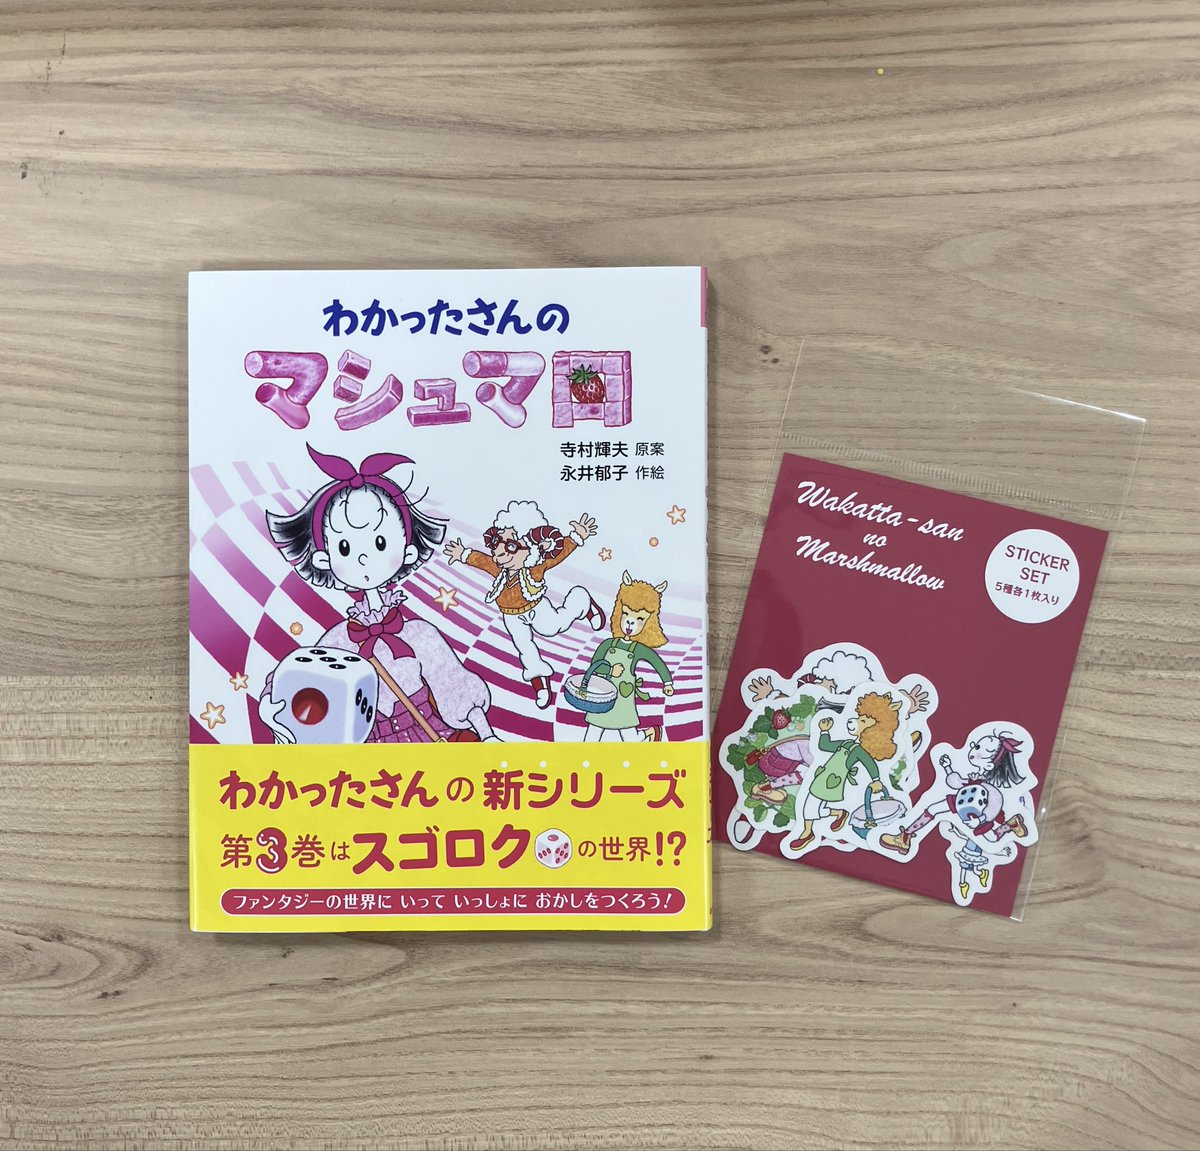 わかったさんの
マシュマロ
寺村輝夫 原案
永井郁子 作絵
わかったさんの新シリーズ
第3巻はスゴロクの世界!?
ファンタジーの世界に いって いっしょに おかしをつくろう!
Wakatta-san
no
Marshmallow
STICKER
SET
5種各1枚入り